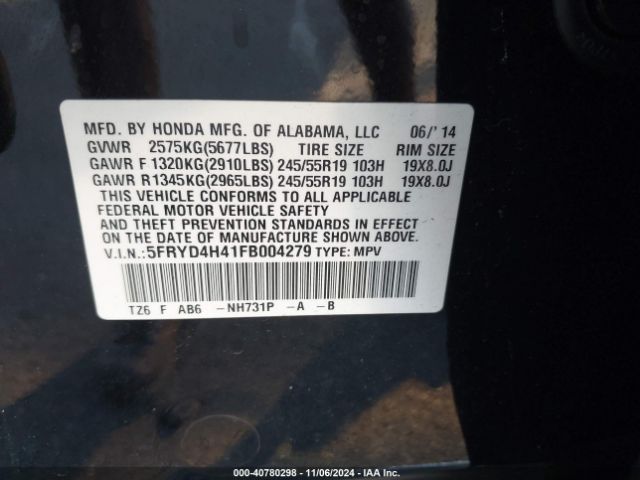 MFD. BY HONDA MFG. OF ALABAMA, LLC 06/' 14
GVWR 2575KG(5677LBS) TIRE SIZE RIM SIZE
GAWR F 1320KG(2910LBS) 245/55R19 103H 19X8.0J
GAWR R1345KG(2965LBS) 245/55R19 103H 19X8.0J
THIS VEHICLE CONFORMS TO ALL APPLICABLE
FEDERAL MOTOR VEHICLE SAFETY
AND THEFT PREVENTION STANDARDS IN EFFECT
ON THE DATE OF MANUFACTURE SHOWN ABOVE.
V.I.N.:5FRYD4H41FB004279 TYPE: MPV
TZ6 F AB6 -NH731P -A -B
000-40780298 - 11/06/2024 - IAA Inc.